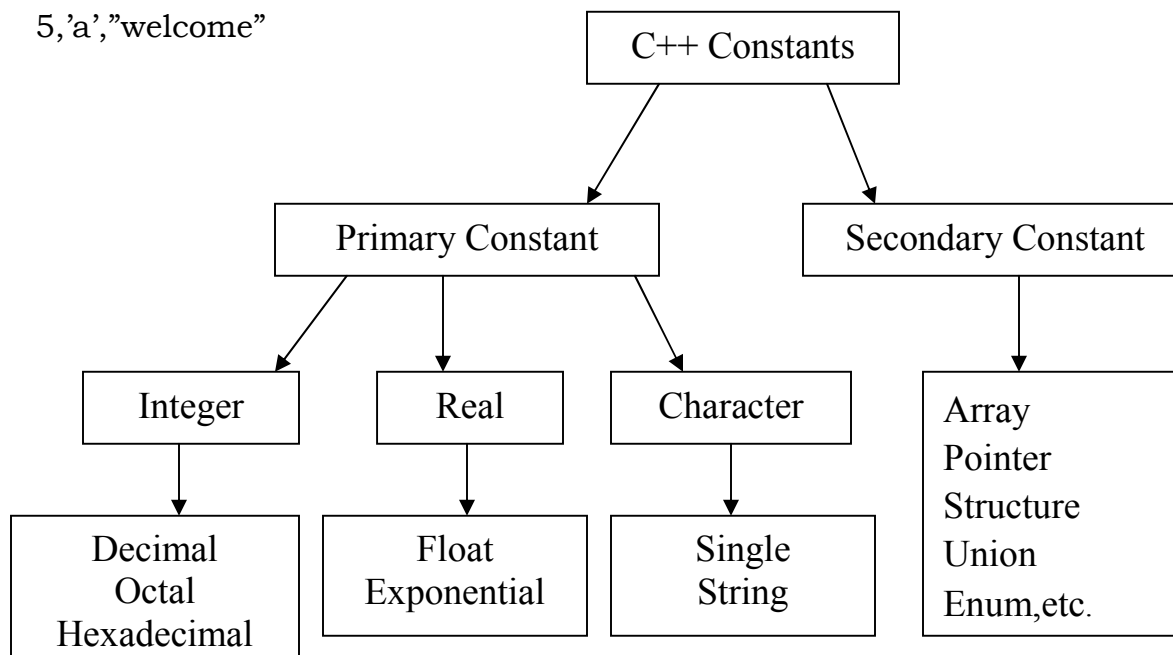 5,’a’,”welcome”
C++ Constants
Primary Constant
Secondary Constant
Integer
Real
Character
Array
Pointer
Structure
Union
Enum,etc.
Decimal
Octal
Hexadecimal
Float
Exponential
Single
String